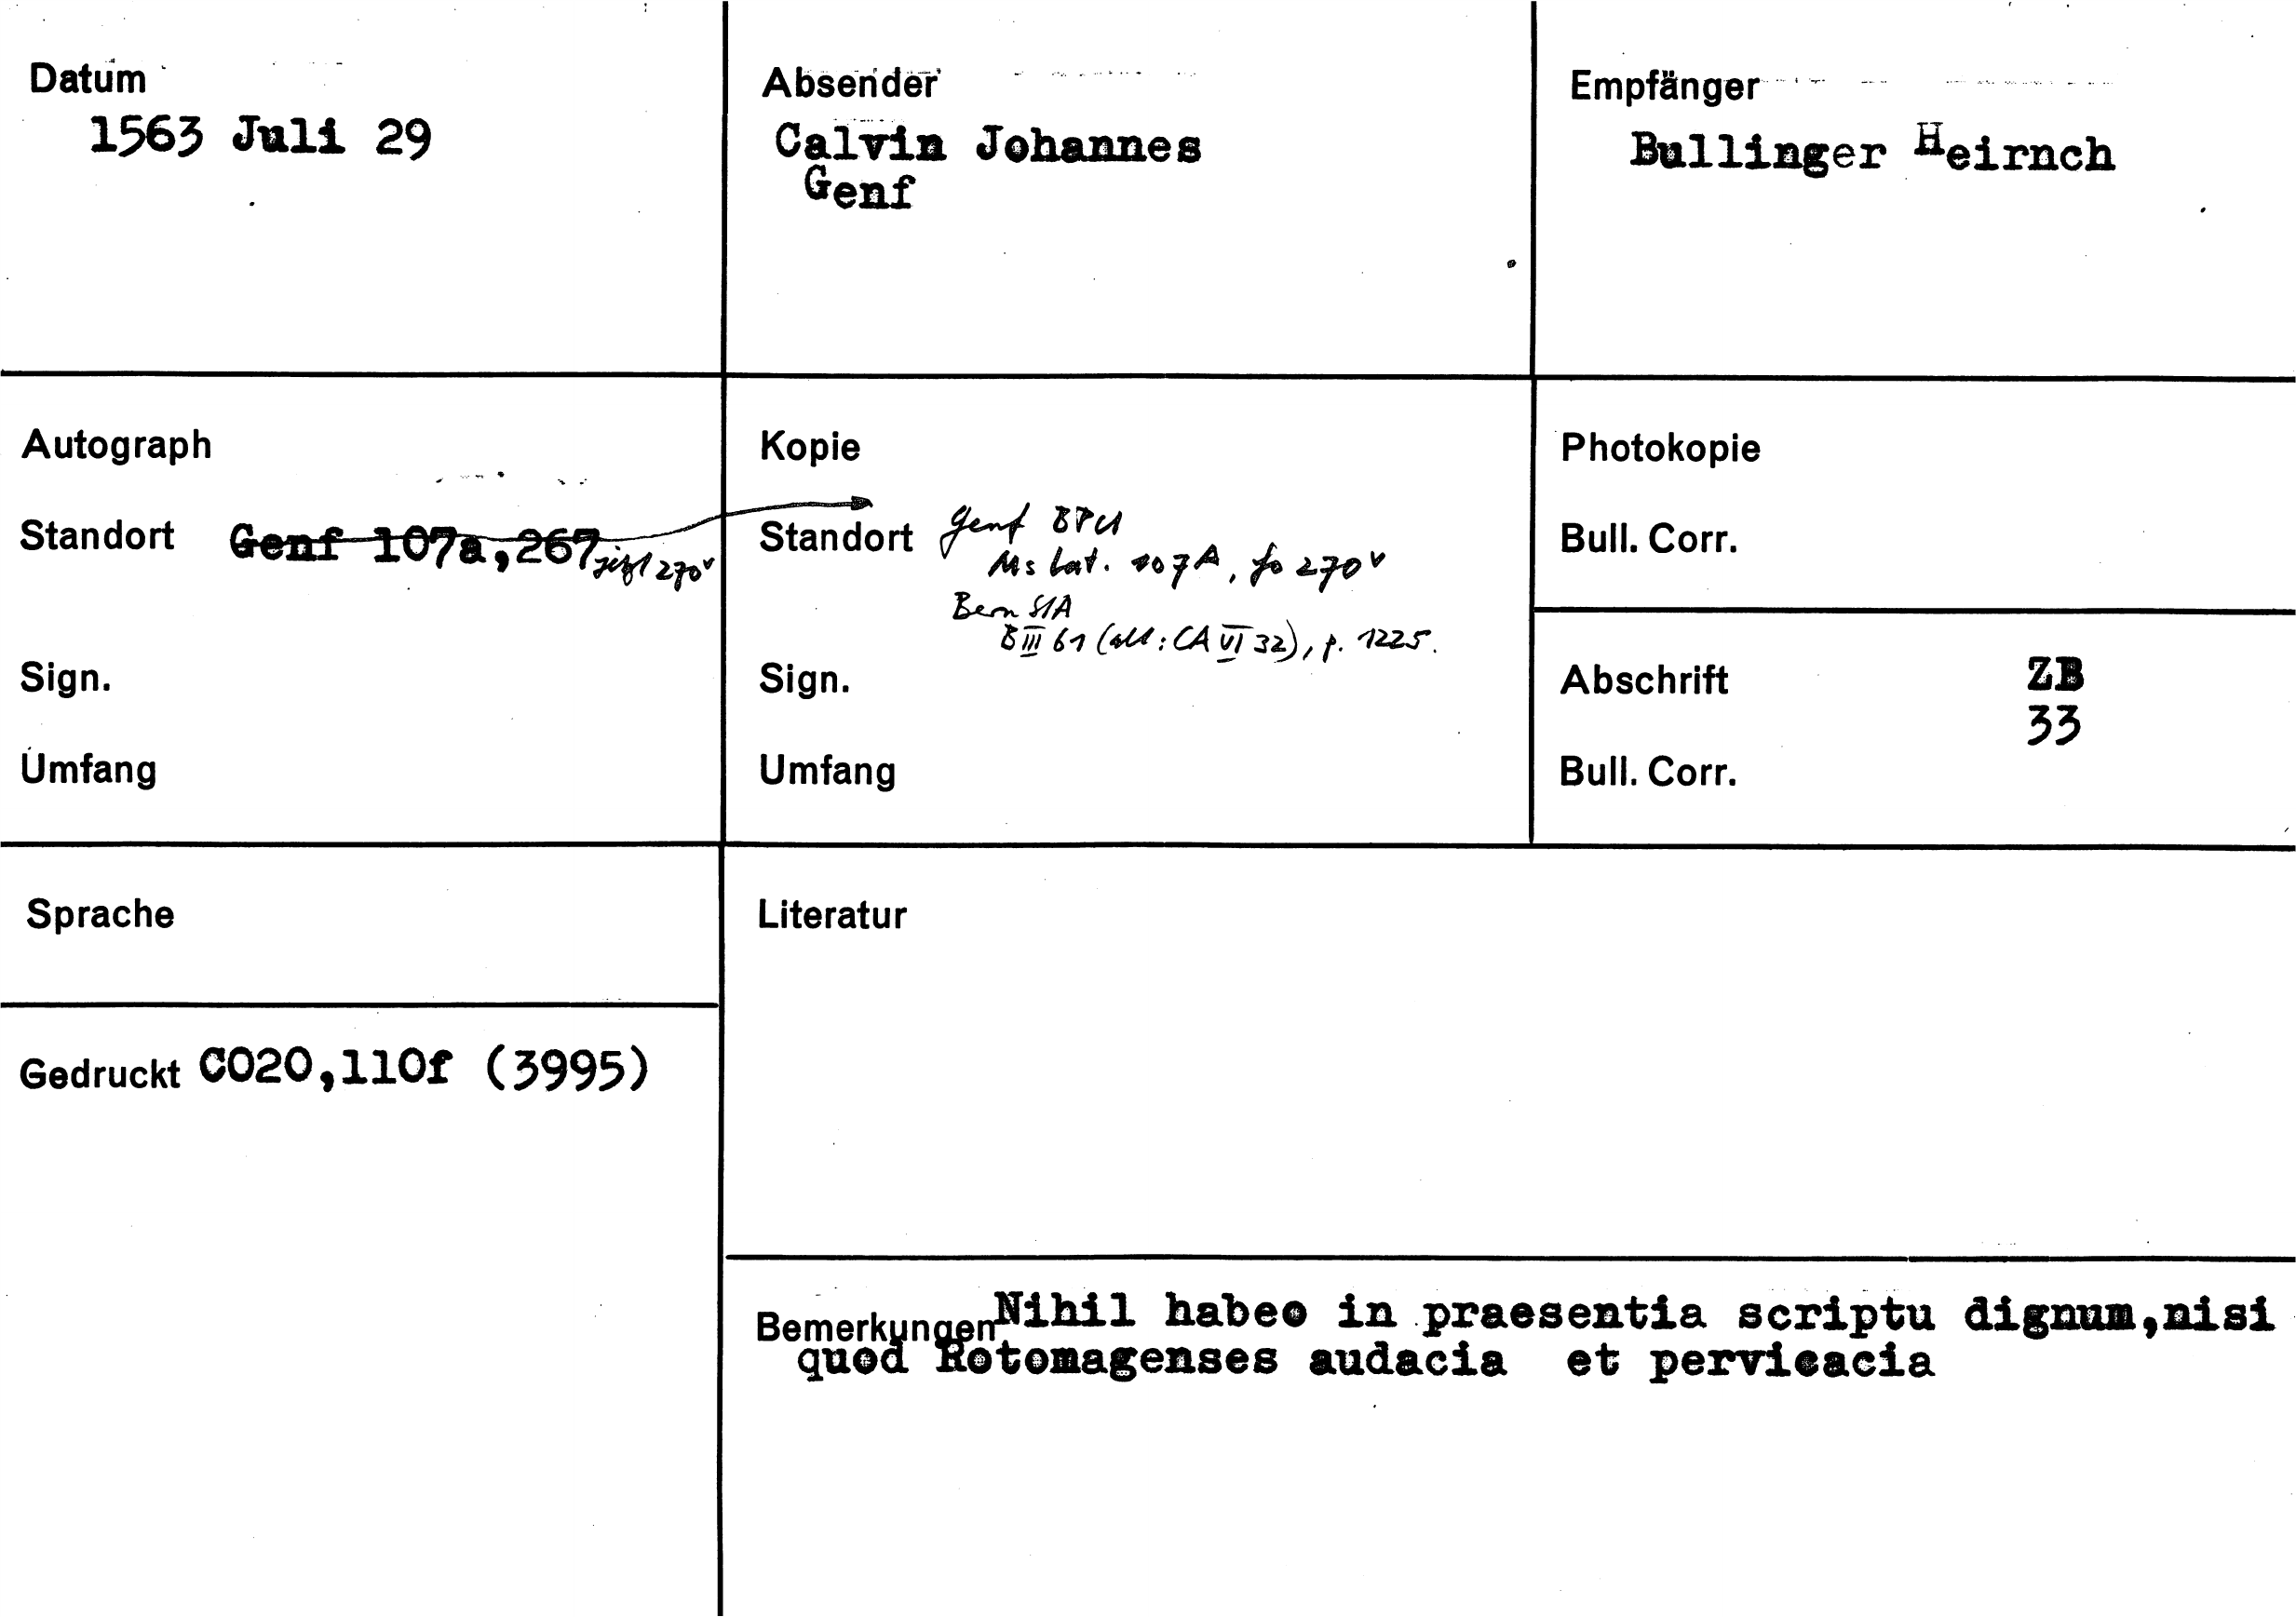 Datum
1563 Juli 29
Absender
Calvin Johannes
Genf
Empfänger
Bullinger Heirnch
Autograph
Standort Genf 107a,267 jetzt 270v
Sign.
Umfang
Kopie
Standort Genf BPU
Ms lat. 107A, fo 270v
Bern StA
B III 61 (alt: CA VI 32), p. 1225.
Sign.
Umfang
Photokopie
Bull. Corr.
Abschrift ZB
33
Bull. Corr.
Sprache
Gedruckt CO20,110f (3995)
Literatur
Bemerkungen Nihil habeo in praesentia scriptu dignum,nisi
quod Rotomagenses audacia et pervicacia